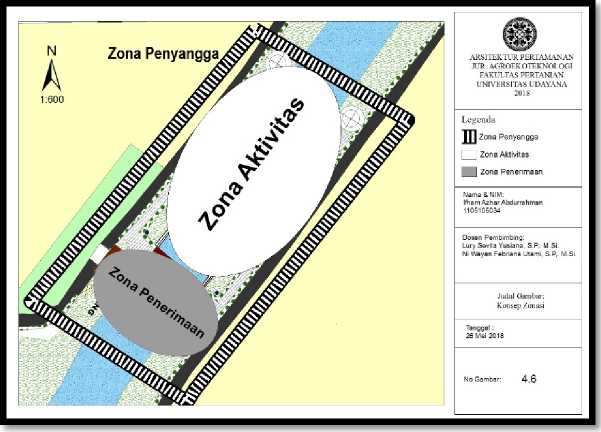 N
1:600
Zona Penyangga
Zona Aktivitas
Zona Penerimaan
ARSITEKTUR PERTAMANAN
JUR. AGROEKOTEKNOLOGI
FAKULTAS PERTANIAN
UNIVERSITAS UDAYANA
2018
Legenda
Zona Penyangga
Zona Aktivitas
Zona Penerimaan
Nama & NIM:
Ilham Azhar Abdurrahman
1105105034
Dosen Pembimbing:
Lury Sevita Yusiana, S.P., M.Si.
Ni Wayan Febriana Utami, S.P., M.Si.
Judul Gambar:
Konsep Zonasi
Tanggal :
26 Mei 2018
No Gambar: 4.6